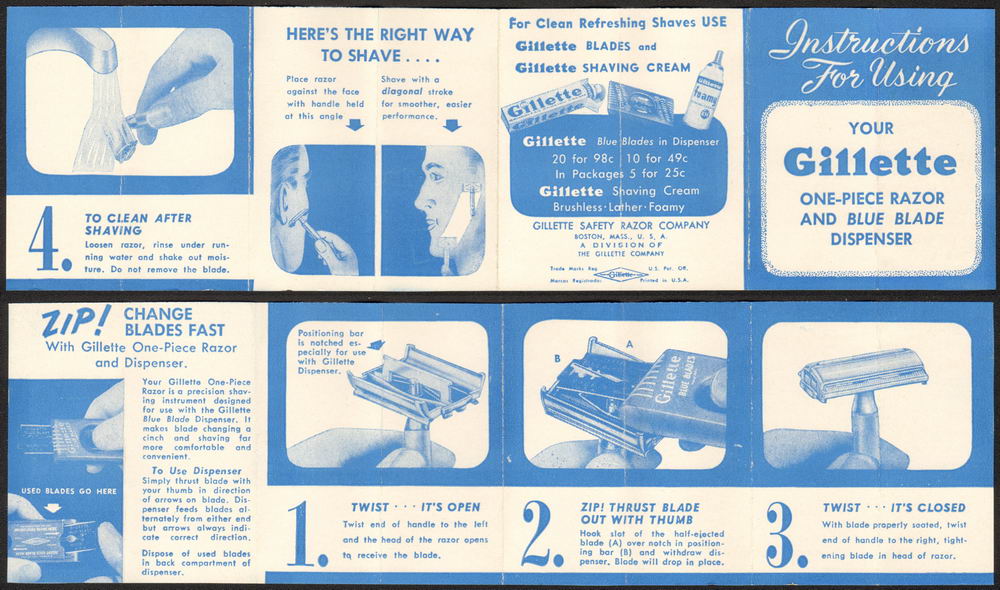 4.
TO CLEAN AFTER
SHAVING
Loosen razor, rinse under run-
ning water and shake out mois-
ture. Do not remove the blade.
HERE'S THE RIGHT WAY
TO SHAVE....
Place razor
against the face
with handle held
at this angle
Shave with a
diagonal stroke
for smoother, easier
performance.
For Clean Refreshing Shaves USE
Gillette BLADES and
Gillette SHAVING CREAM
Gillette
Gillette
Gillette
foamy
Gillette Blue Blades in Dispenser
20 for 98c 10 for 49c
In Packages 5 for 25c
Gillette Shaving Cream
Brushless·Lather·Foamy
GILLETTE SAFETY RAZOR COMPANY
BOSTON, MASS., U. S. A.
A DIVISION OF
THE GILLETTE COMPANY
Trade Marks Reg. U.S. Pat. Off.
Gillette
Marcas Registradas Printed in U.S.A.
Instructions
For Using
YOUR
Gillette
ONE-PIECE RAZOR
AND BLUE BLADE
DISPENSER
ZIP! CHANGE
BLADES FAST
With Gillette One-Piece Razor
and Dispenser.
Your Gillette One-Piece
Razor is a precision shav-
ing instrument designed
for use with the Gillette
Blue Blade Dispenser. It
makes blade changing a
cinch and shaving far
more comfortable and
convenient.
To Use Dispenser
Simply thrust blade with
your thumb in direction
of arrows on blade. Dis-
penser feeds blades al-
ternately from either end
but arrows always indi-
cate correct direction.
Dispose of used blades
in back compartment of
dispenser.
USED BLADES GO HERE
Positioning bar
is notched es-
pecially for use
with Gillette
Dispenser.
1.
TWIST ··· IT'S OPEN
Twist end of handle to the left
and the head of the razor opens
to receive the blade.
A
B
Gillette
BLUE BLADES
2.
ZIP! THRUST BLADE
OUT WITH THUMB
Hook slot of the half-ejected
blade (A) over notch in position-
ing bar (B) and withdraw dis-
penser. Blade will drop in place.
3.
TWIST ··· IT'S CLOSED
With blade properly seated, twist
end of handle to the right, tight-
ening blade in head of razor.